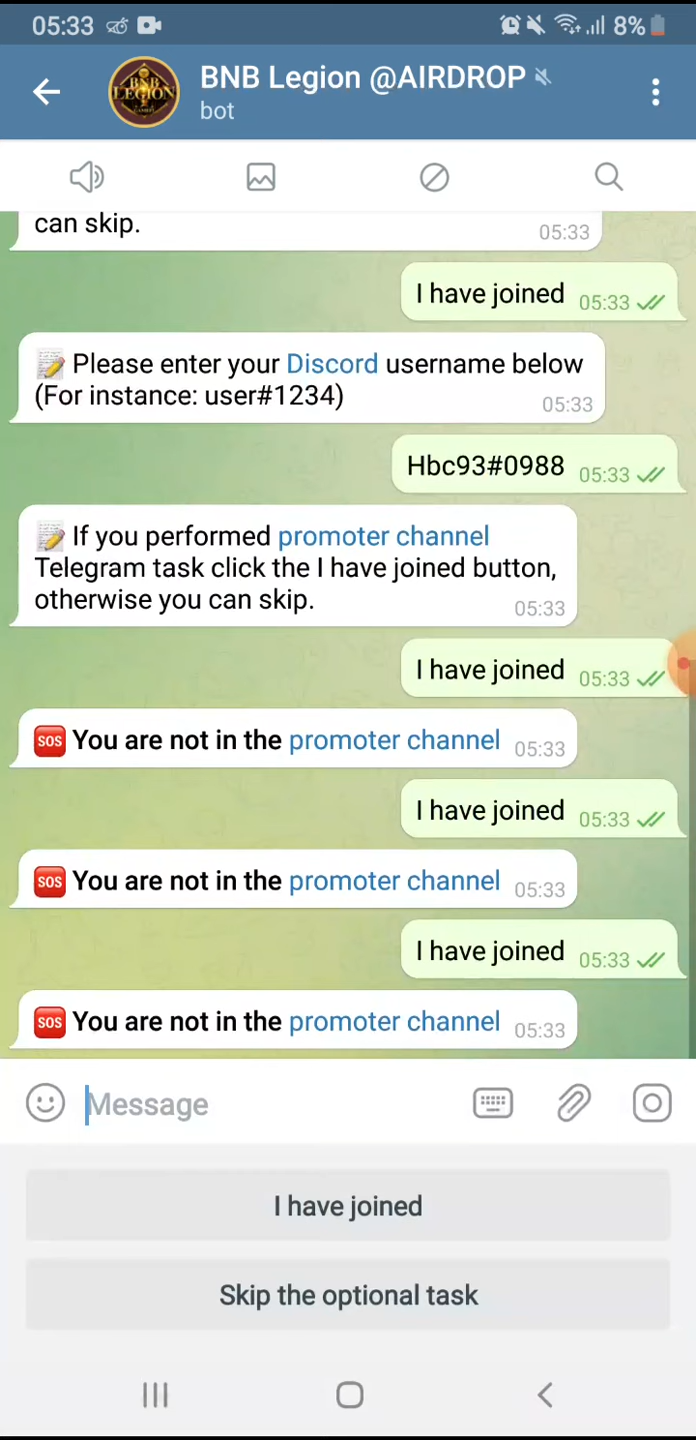 05:33 8%
BNB Legion @AIRDROP
bot
BNB
LEGION
can skip. 05:33
I have joined 05:33
Please enter your Discord username below
(For instance: user#1234) 05:33
Hbc93#0988 05:33
If you performed promoter channel
Telegram task click the I have joined button,
otherwise you can skip. 05:33
I have joined 05:33
SOS You are not in the promoter channel 05:33
I have joined 05:33
SOS You are not in the promoter channel 05:33
I have joined 05:33
SOS You are not in the promoter channel 05:33
Message
I have joined
Skip the optional task